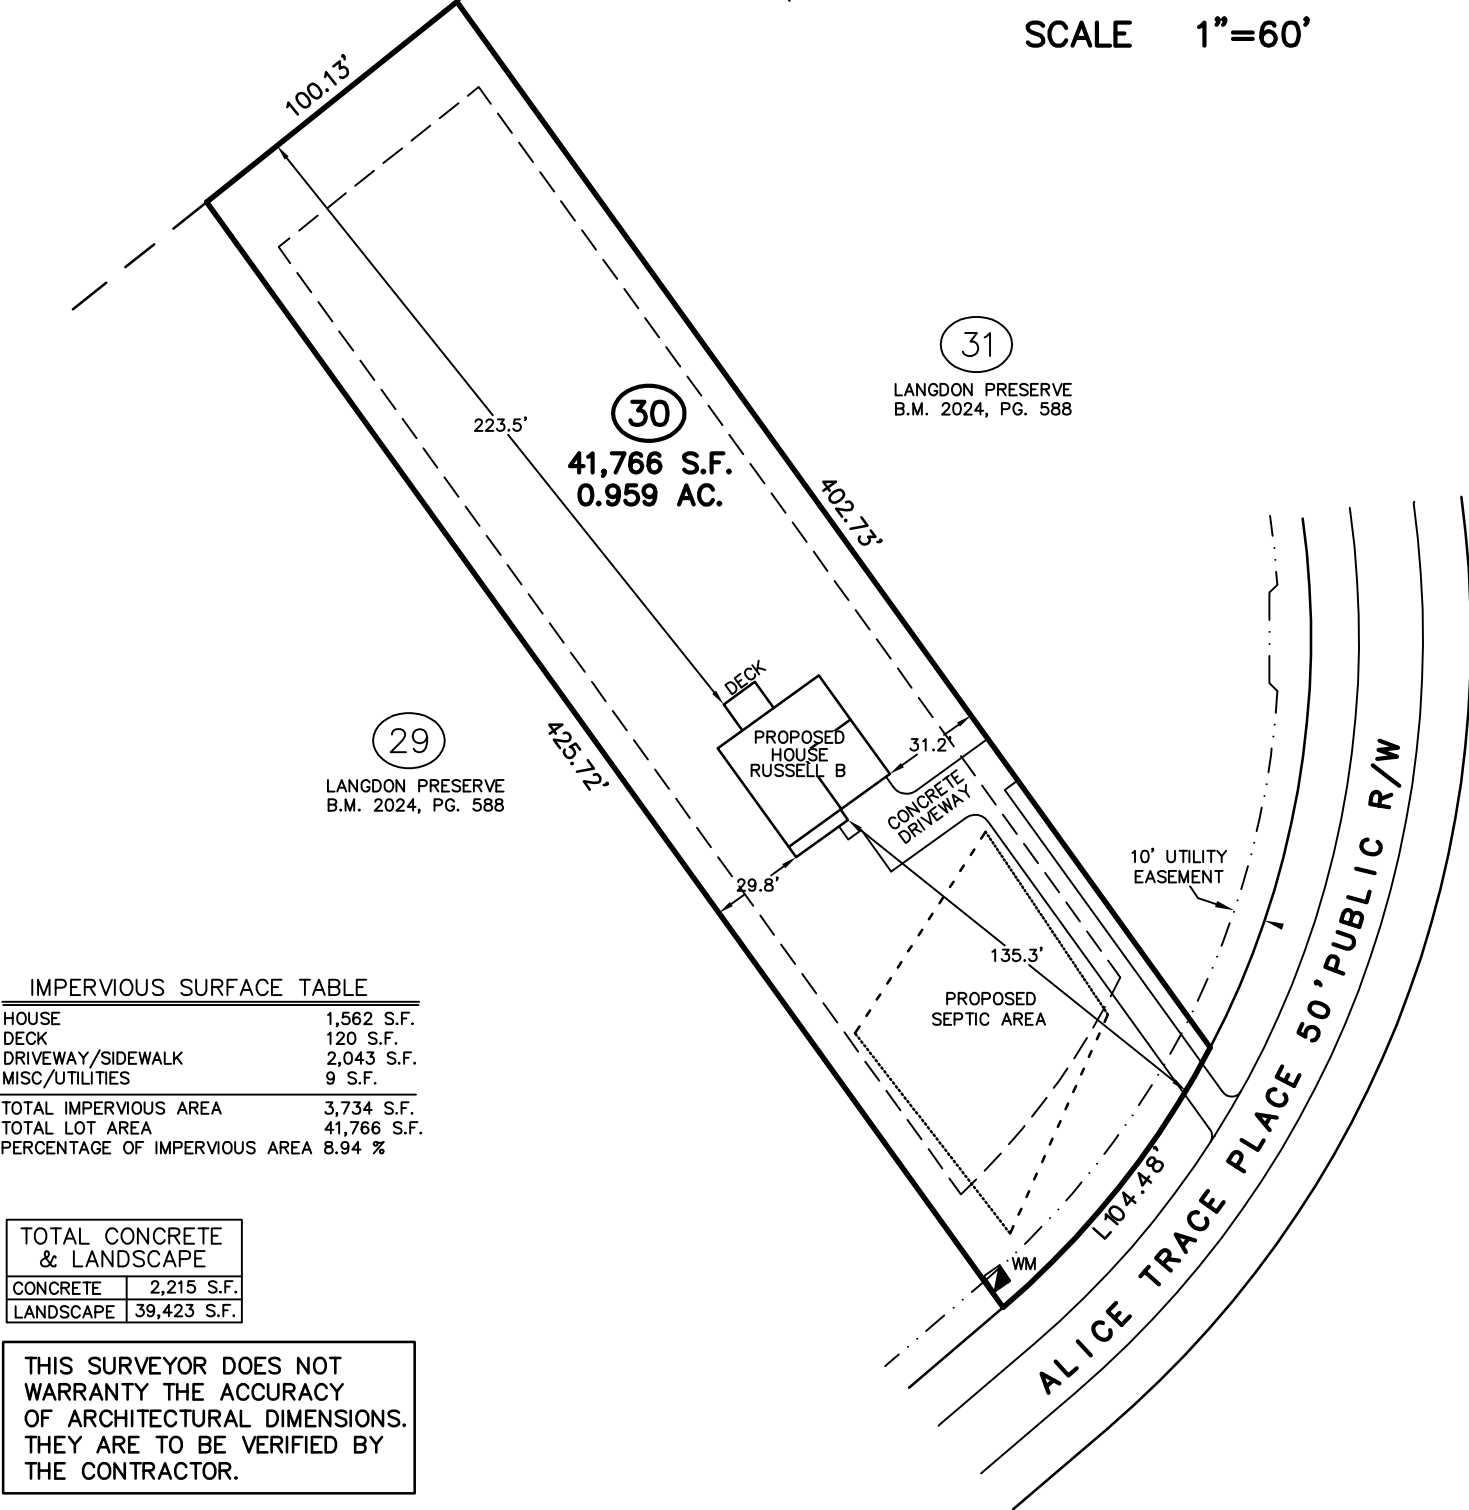 SCALE 1"=60'
100.13'
223.5'
30
41,766 S.F.
0.959 AC.
31
LANGDON PRESERVE
B.M. 2024, PG. 588
402.73'
29
LANGDON PRESERVE
B.M. 2024, PG. 588
425.72'
DECK
PROPOSED
HOUSE
RUSSELL B
31.2'
CONCRETE
DRIVEWAY
29.8'
135.3'
PROPOSED
SEPTIC AREA
10' UTILITY
EASEMENT
L104.48'
WM
ALICE TRACE PLACE 50' PUBLIC R/W
IMPERVIOUS SURFACE TABLE
HOUSE 1,562 S.F.
DECK 120 S.F.
DRIVEWAY/SIDEWALK 2,043 S.F.
MISC/UTILITIES 9 S.F.
TOTAL IMPERVIOUS AREA 3,734 S.F.
TOTAL LOT AREA 41,766 S.F.
PERCENTAGE OF IMPERVIOUS AREA 8.94 %
TOTAL CONCRETE
& LANDSCAPE
CONCRETE 2,215 S.F.
LANDSCAPE 39,423 S.F.
THIS SURVEYOR DOES NOT
WARRANTY THE ACCURACY
OF ARCHITECTURAL DIMENSIONS.
THEY ARE TO BE VERIFIED BY
THE CONTRACTOR.